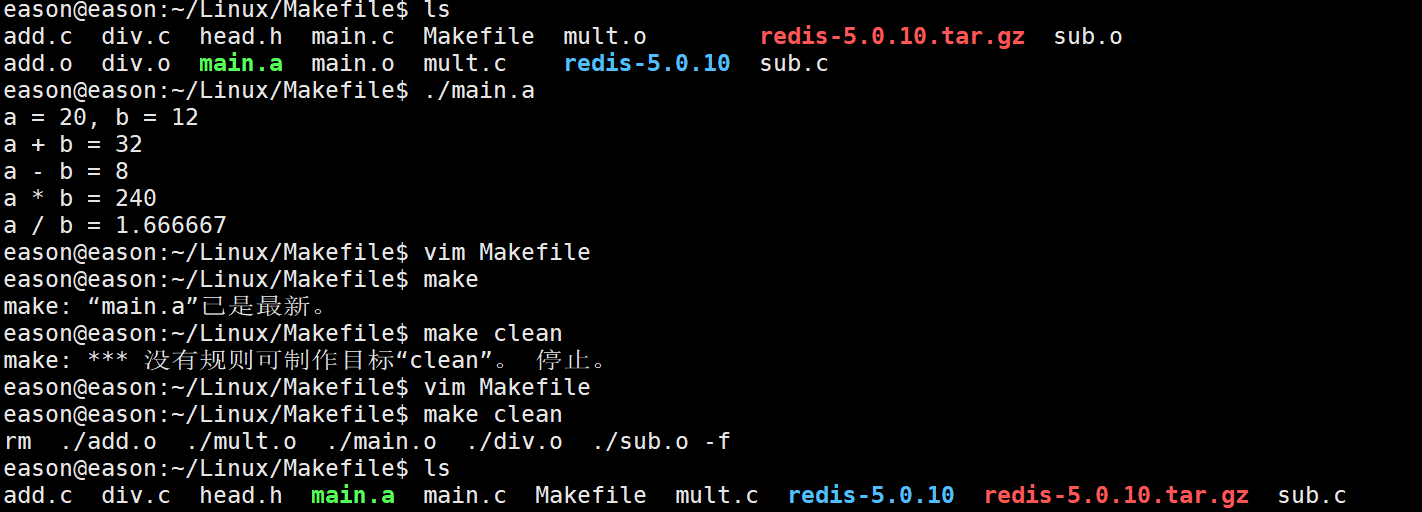 eason@eason:~/Linux/Makefile$ ls
add.c  div.c  head.h  main.c  Makefile  mult.o        redis-5.0.10.tar.gz  sub.o
add.o  div.o  main.a  main.o  mult.c    redis-5.0.10  sub.c
eason@eason:~/Linux/Makefile$ ./main.a
a = 20, b = 12
a + b = 32
a - b = 8
a * b = 240
a / b = 1.666667
eason@eason:~/Linux/Makefile$ vim Makefile
eason@eason:~/Linux/Makefile$ make
make: “main.a”已是最新。
eason@eason:~/Linux/Makefile$ make clean
make: *** 没有规则可制作目标“clean”。 停止。
eason@eason:~/Linux/Makefile$ vim Makefile
eason@eason:~/Linux/Makefile$ make clean
rm  ./add.o  ./mult.o  ./main.o  ./div.o  ./sub.o -f
eason@eason:~/Linux/Makefile$ ls
add.c  div.c  head.h  main.a  main.c  Makefile  mult.c  redis-5.0.10  redis-5.0.10.tar.gz  sub.c